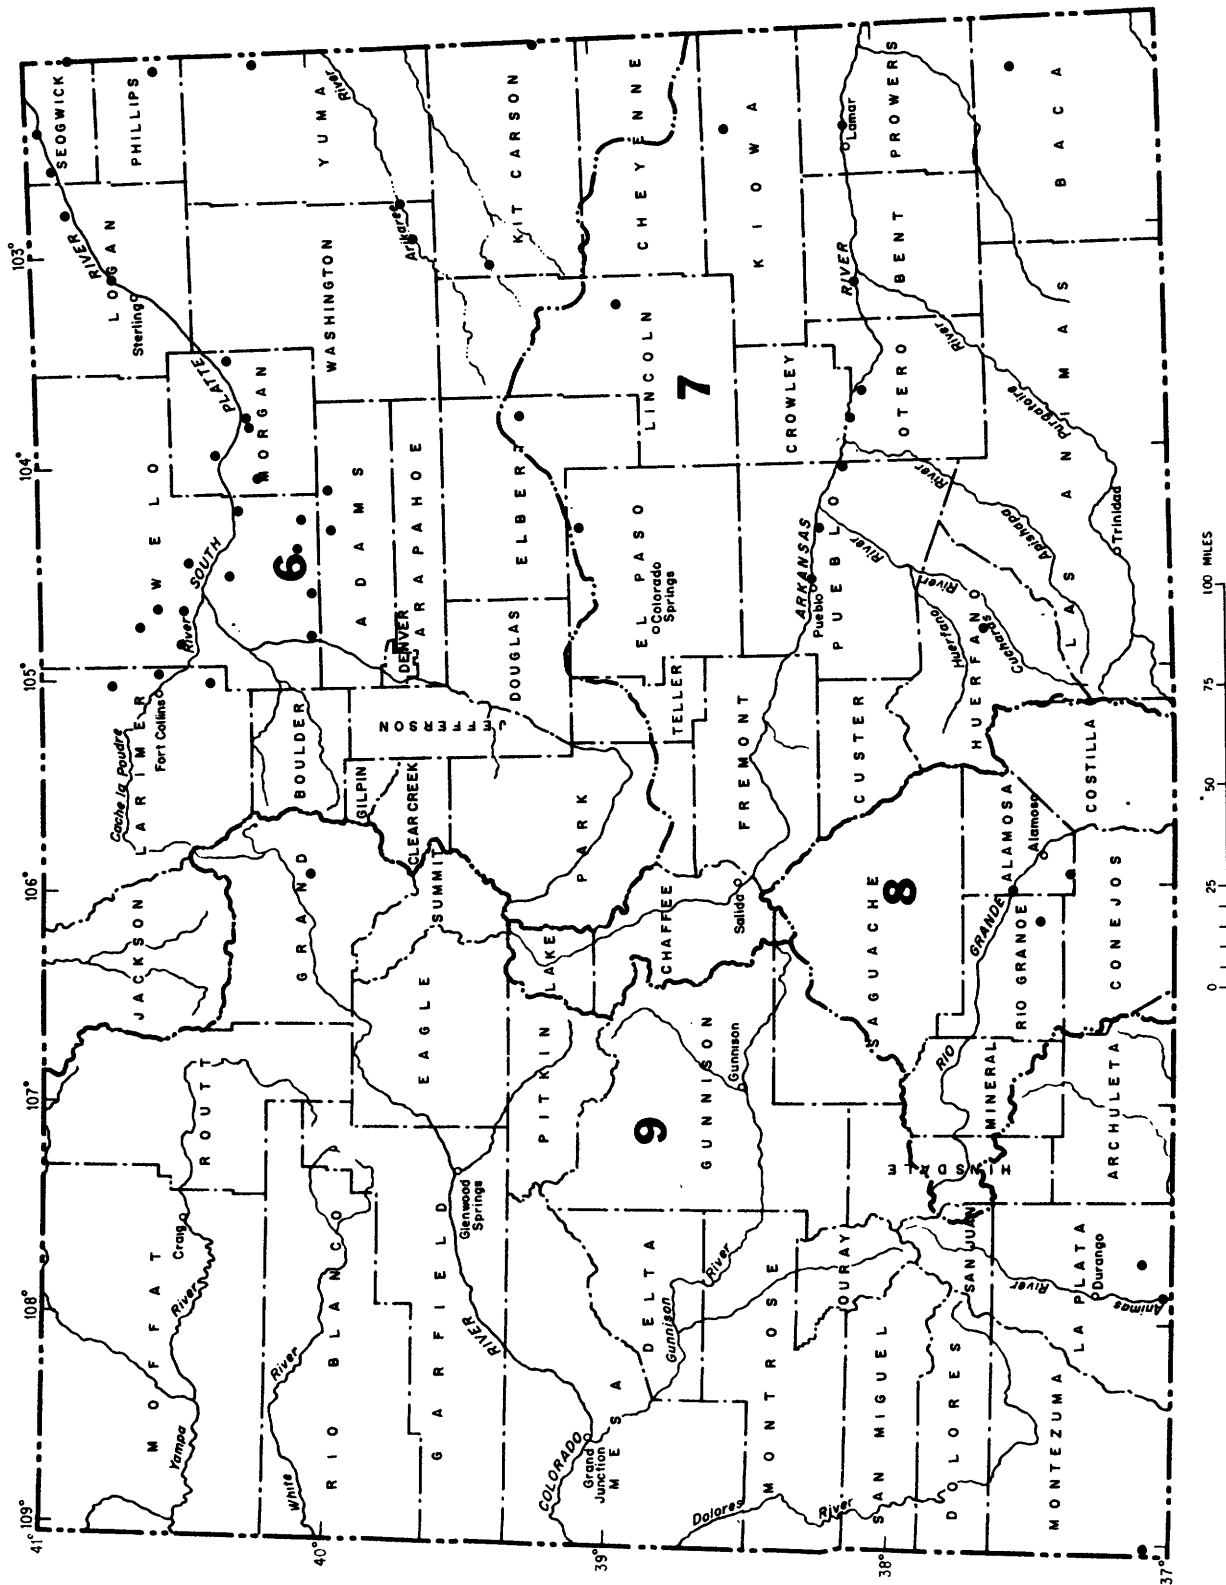 41°
109°
108°
107°
106°
105°
104°
103°
40°
39°
38°
37°
MOFFAT
ROUTT
JACKSON
LARIMER
WELD
LOGAN
SEOGWICK
PHILLIPS
Yampa
River
Craig
Cache la Poudre
Fort Collins
River
SOUTH
PLATTE
RIVER
Sterling
RIO BLANCO
White
River
GRAND
BOULDER
GILPIN
CLEAR CREEK
JEFFERSON
6
MORGAN
WASHINGTON
YUMA
Arikaree
River
ADAMS
DENVER
ARAPAHOE
GARFIELD
EAGLE
SUMMIT
Glenwood
Springs
COLORADO
RIVER
Grand
Junction
MESA
PITKIN
LAKE
PARK
DOUGLAS
ELBERT
KIT CARSON
EL PASO
Colorado
Springs
LINCOLN
CHEYENNE
7
DELTA
Gunnison
River
9
GUNNISON
Gunnison
CHAFFEE
Salida
TELLER
FREMONT
CROWLEY
KIOWA
MONTROSE
Dolores
River
OURAY
SAN MIGUEL
DOLORES
SAN JUAN
HINSDALE
SAGUACHE
8
CUSTER
PUEBLO
Pueblo
ARKANSAS
RIVER
OTERO
BENT
PROWERS
Lamar
Huerfano
River
Cucharas
River
HUERFANO
Apishapa
River
Purgatoire
River
LAS ANIMAS
Trinidad
BACA
MONTEZUMA
LA PLATA
Durango
Animas
River
ARCHULETA
MINERAL
RIO
GRANDE
RIO GRANDE
ALAMOSA
Alamosa
CONEJOS
COSTILLA
0
25
50
75
100 MILES